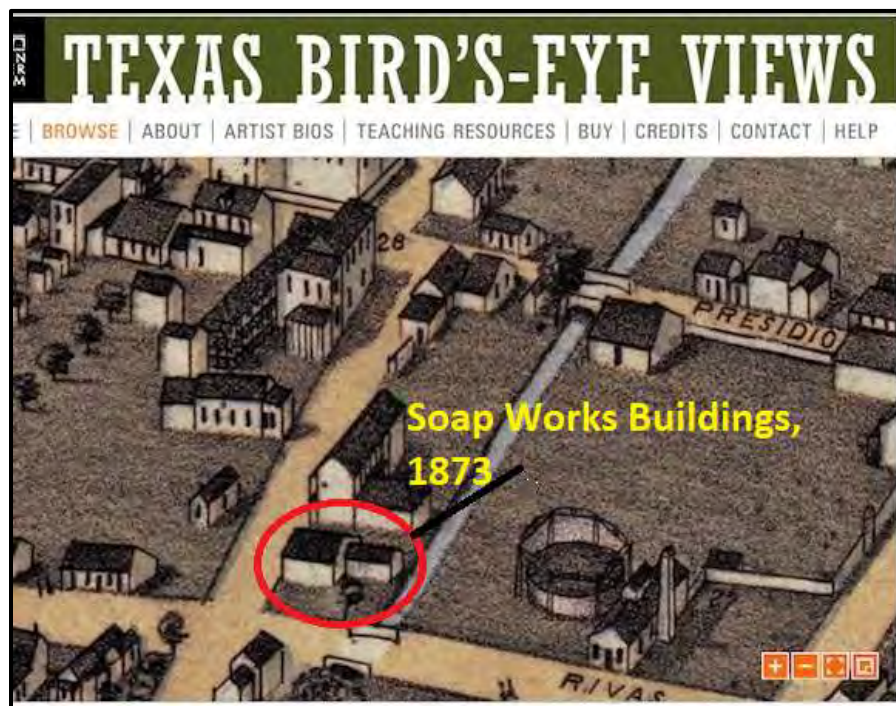 TEXAS BIRD'S-EYE VIEWS
E | BROWSE | ABOUT | ARTIST BIOS | TEACHING RESOURCES | BUY | CREDITS | CONTACT | HELP
28
PRESIDIO
Soap Works Buildings,
1873
27
RIVAS